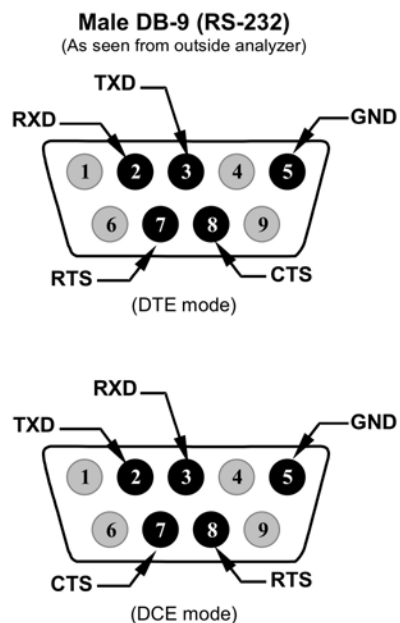 Male DB-9 (RS-232)
(As seen from outside analyzer)
TXD
RXD
GND
1 2 3 4 5
6 7 8 9
RTS
CTS
(DTE mode)
RXD
TXD
GND
1 2 3 4 5
6 7 8 9
CTS
RTS
(DCE mode)